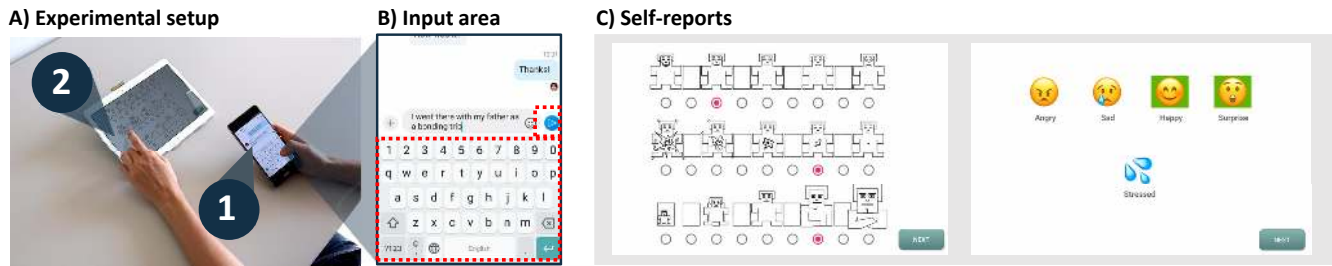 A) Experimental setup
B) Input area
C) Self-reports
2
1
Thanks!
I went there with my father as
a bonding trip
1 2 3 4 5 6 7 8 9 0
q w e r t y u i o p
a s d f g h j k l
z x c v b n m
English
NEXT
Angry
Sad
Happy
Surprise
Stressed
NEXT